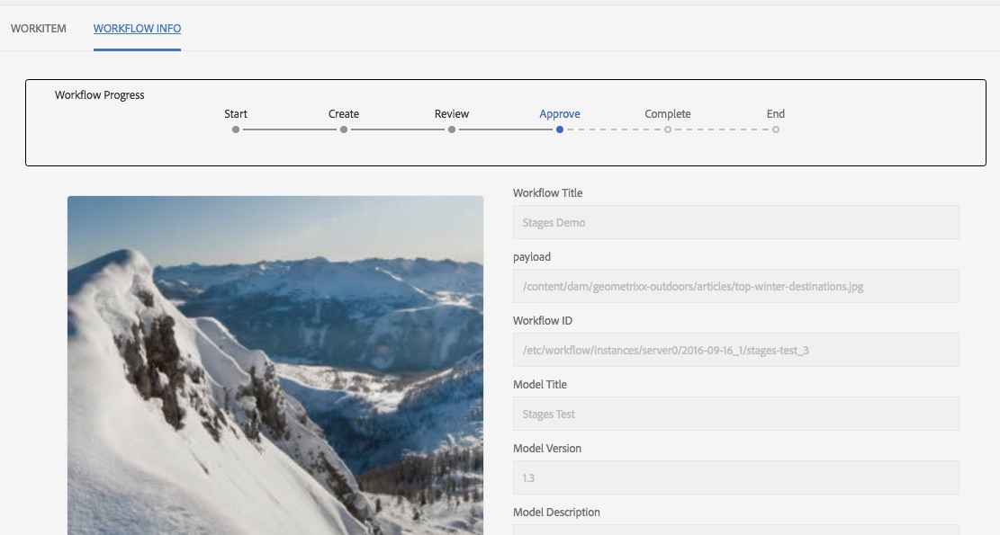 WORKITEM WORKFLOW INFO
Workflow Progress
Start Create Review Approve Complete End
Workflow Title
Stages Demo
payload
/content/dam/geometrixx-outdoors/articles/top-winter-destinations.jpg
Workflow ID
/etc/workflow/instances/server0/2016-09-16_1/stages-test_3
Model Title
Stages Test
Model Version
1.3
Model Description